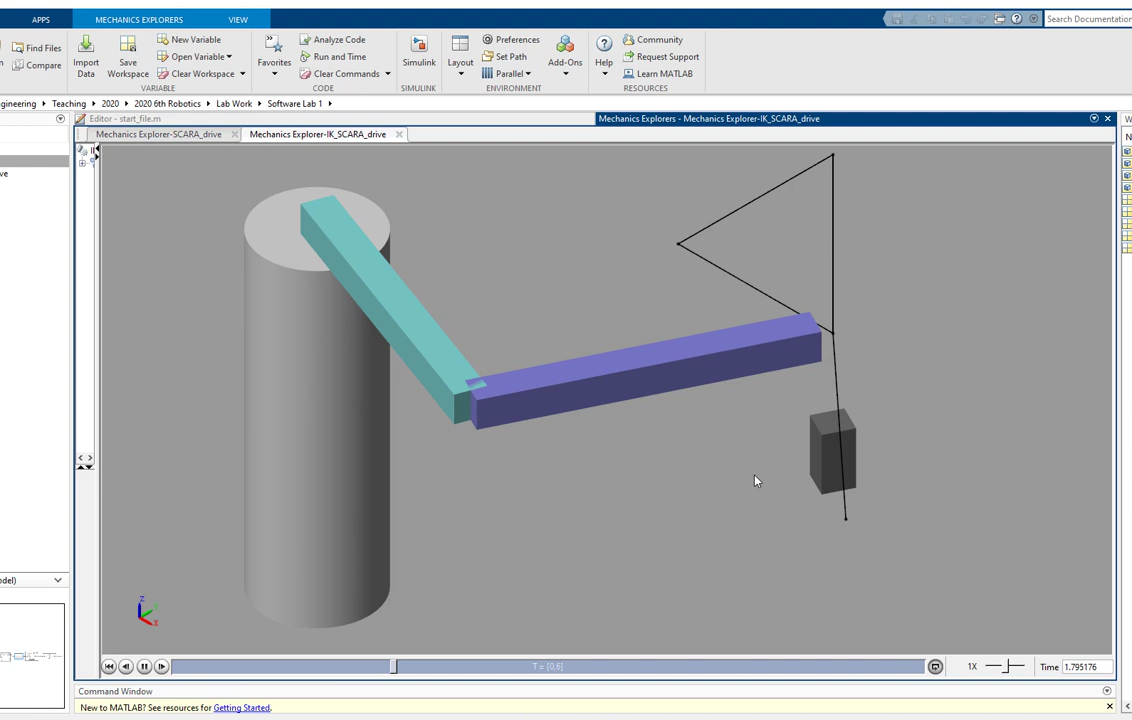 APPS MECHANICS EXPLORERS VIEW Search Documentation
Find Files New Variable Analyze Code Preferences Community
Compare Import Data Save Workspace Open Variable Favorites Run and Time Simulink Layout Set Path Add-Ons Help Request Support
Clear Workspace Clear Commands Parallel Learn MATLAB
VARIABLE CODE SIMULINK ENVIRONMENT RESOURCES
Teaching 2020 2020 6th Robotics Lab Work Software Lab 1
Editor - start_file.m Mechanics Explorers - Mechanics Explorer-IK_SCARA_drive
Mechanics Explorer-SCARA_drive Mechanics Explorer-IK_SCARA_drive
Z
Y
X
T = [0,6] 1X Time 1.795176
Command Window
New to MATLAB? See resources for Getting Started.